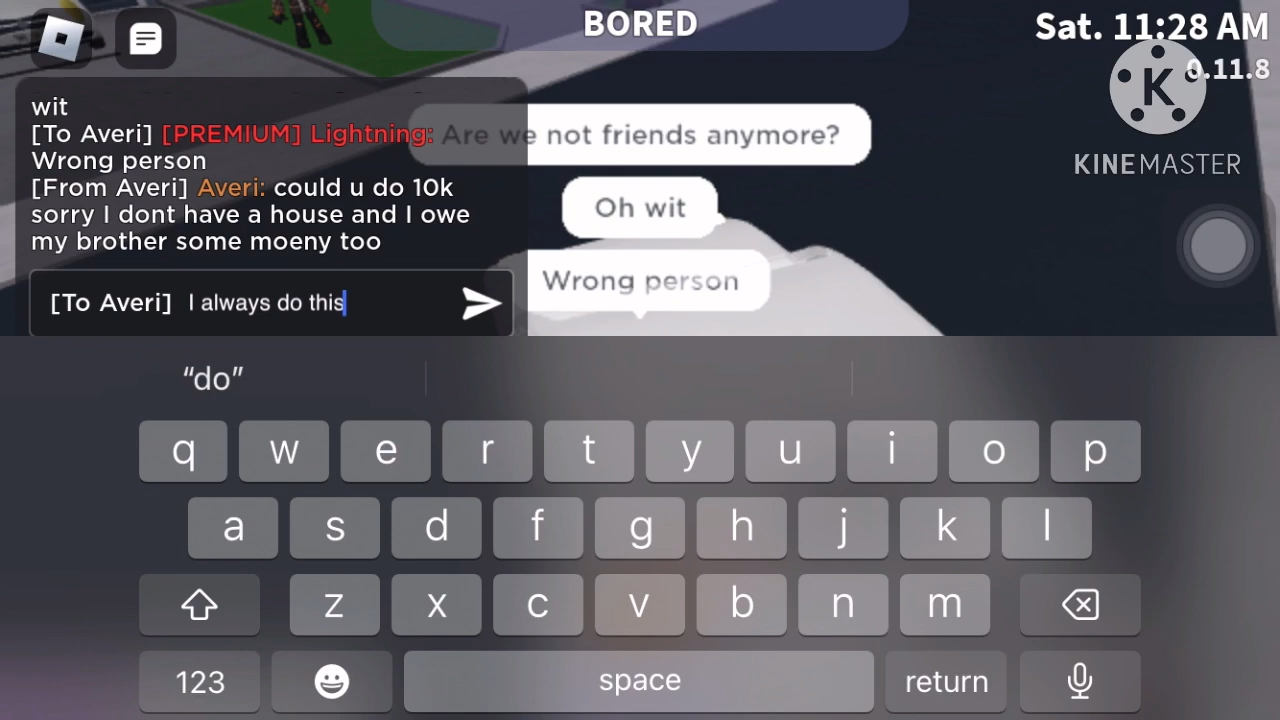 BORED
Sat. 11:28 AM
0.11.8
K
KINEMASTER
wit
[To Averi] [PREMIUM] Lightning:
Wrong person
[From Averi] Averi: could u do 10k
sorry I dont have a house and I owe
my brother some moeny too
[To Averi] I always do this
Are we not friends anymore?
Oh wit
Wrong person
“do”
q w e r t y u i o p
a s d f g h j k l
z x c v b n m
123 space return